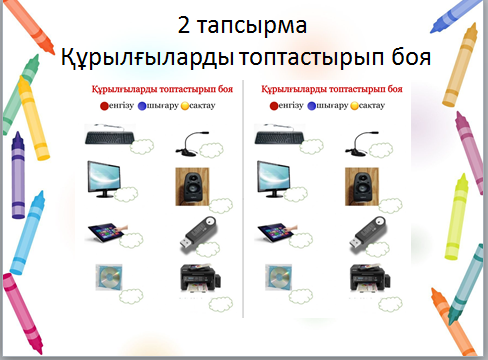 2 тапсырма
Құрылғыларды топтастырып боя
Құрылғыларды топтастырып боя
енгізу шығару сақтау
Құрылғыларды топтастырып боя
енгізу шығару сақтау